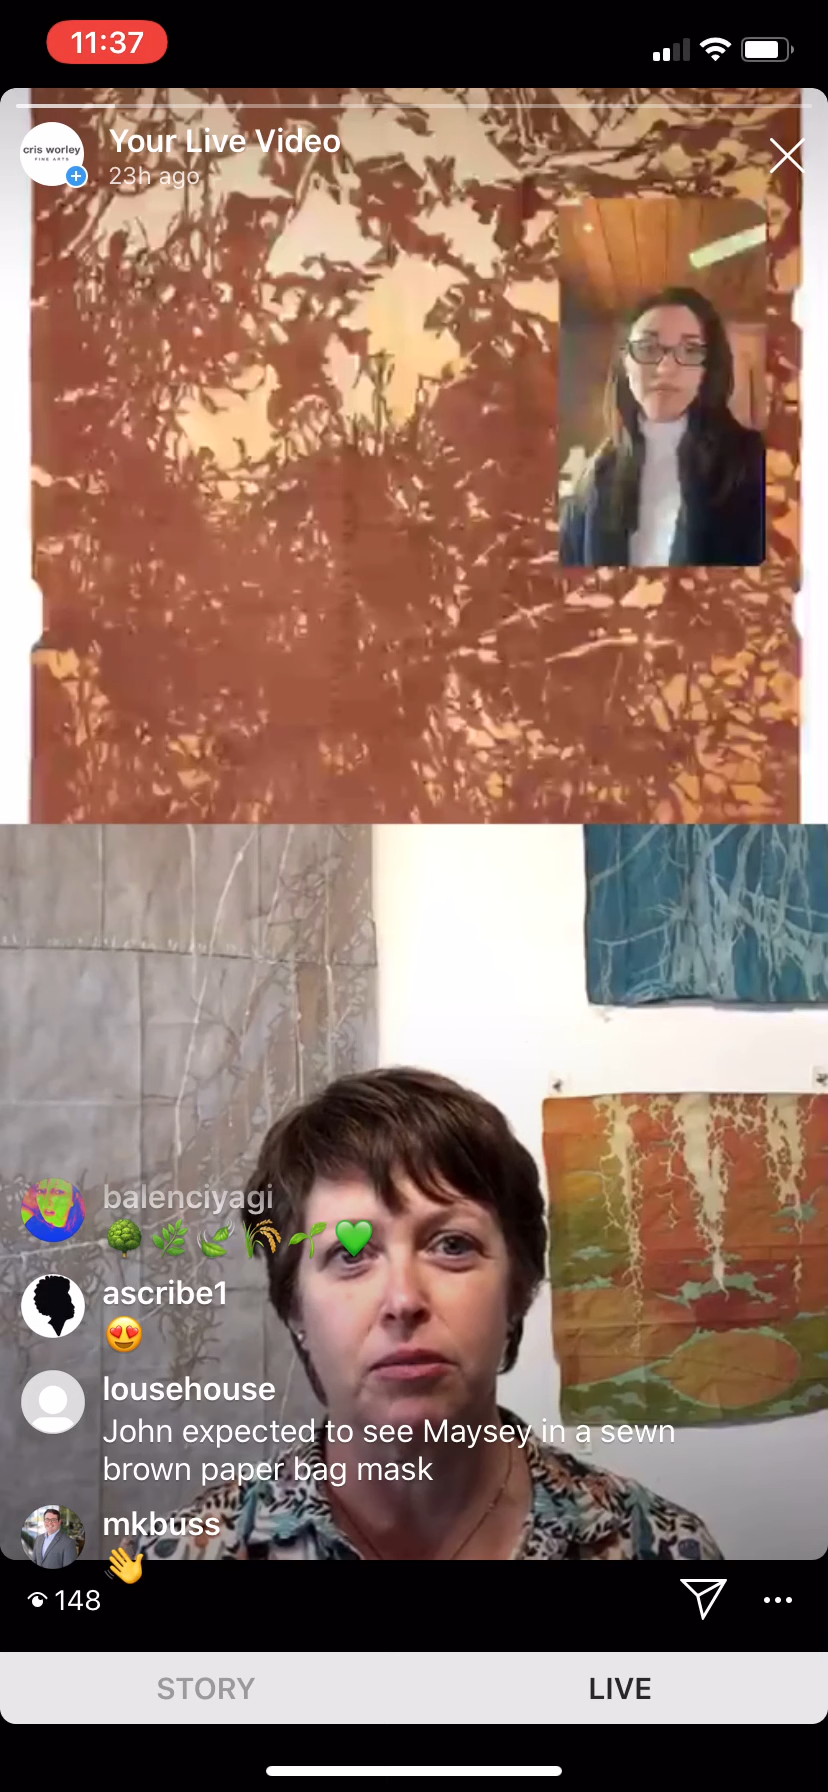 11:37
cris worley
FINE ARTS
Your Live Video
23h ago
balenciyagi
🌳🌿🍃🌾🌱💚
ascribe1
😍
lousehouse
John expected to see Maysey in a sewn
brown paper bag mask
mkbuss
👋
148
STORY
LIVE